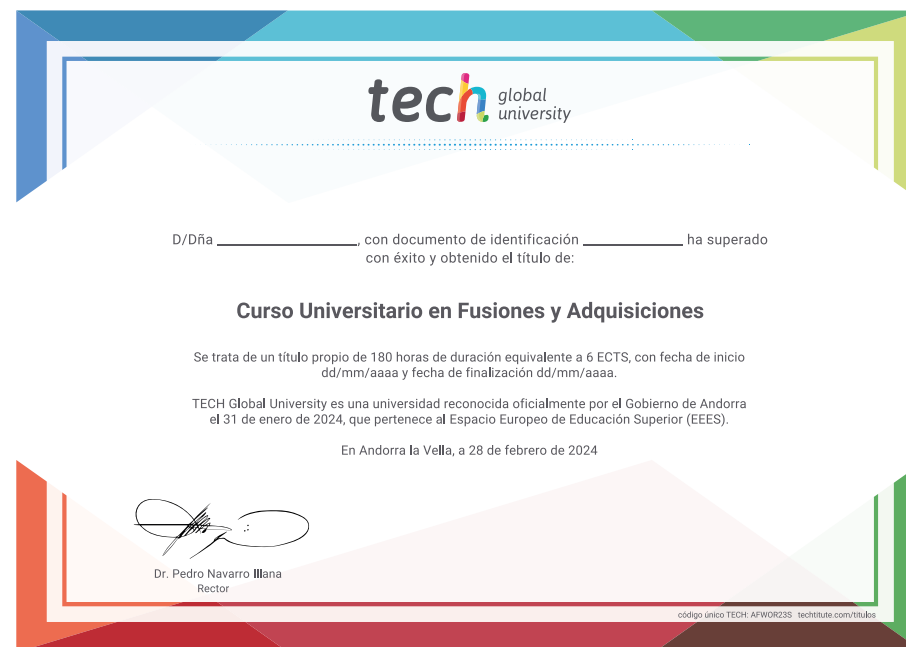 tech global university
D/Dña ______________, con documento de identificación __________ ha superado
con éxito y obtenido el título de:
Curso Universitario en Fusiones y Adquisiciones
Se trata de un título propio de 180 horas de duración equivalente a 6 ECTS, con fecha de inicio
dd/mm/aaaa y fecha de finalización dd/mm/aaaa.
TECH Global University es una universidad reconocida oficialmente por el Gobierno de Andorra
el 31 de enero de 2024, que pertenece al Espacio Europeo de Educación Superior (EEES).
En Andorra la Vella, a 28 de febrero de 2024
Dr. Pedro Navarro Illana
Rector
código único TECH: AFWOR23S techtitute.com/titulos